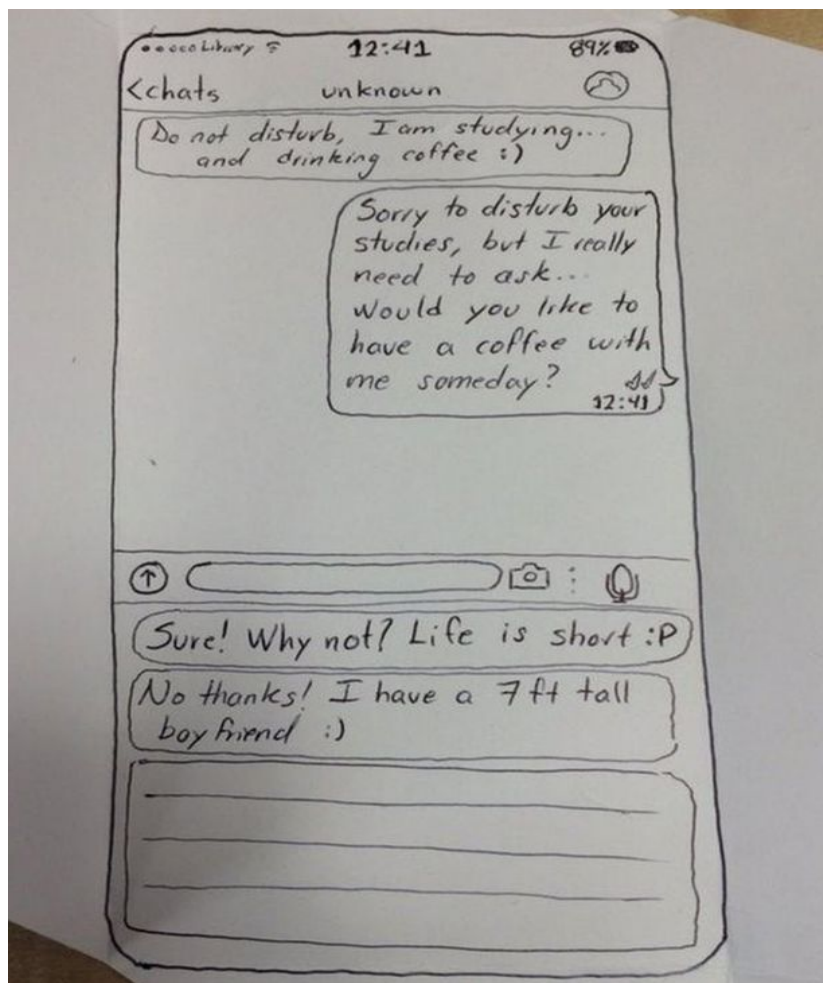 Library 12:41 89%
<chats unknown
Do not disturb, I am studying...
and drinking coffee :)
Sorry to disturb your
studies, but I really
need to ask...
Would you like to
have a coffee with
me someday?
12:41
Sure! Why not? Life is short :P
No thanks! I have a 7ft tall
boyfriend :)